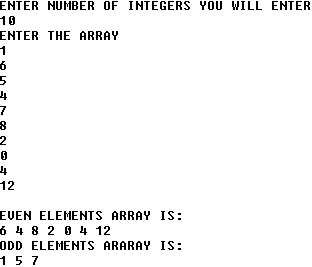 ENTER NUMBER OF INTEGERS YOU WILL ENTER
10
ENTER THE ARRAY
1
6
5
4
7
8
2
0
4
12
EVEN ELEMENTS ARRAY IS:
6 4 8 2 0 4 12
ODD ELEMENTS ARARAY IS:
1 5 7